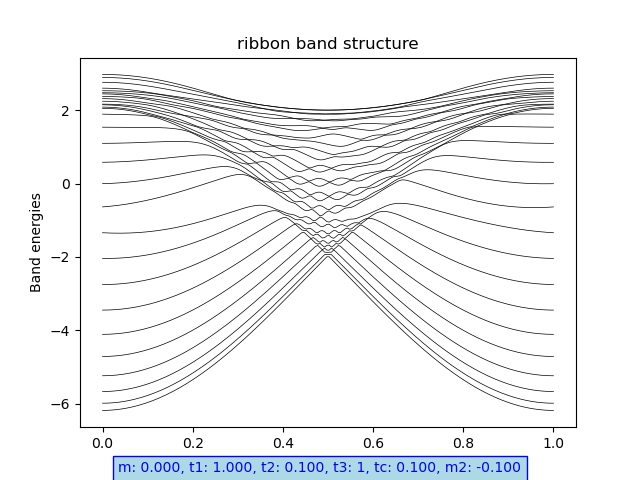 ribbon band structure
Band energies
2
0
−2
−4
−6
0.0 0.2 0.4 0.6 0.8 1.0
m: 0.000, t1: 1.000, t2: 0.100, t3: 1, tc: 0.100, m2: -0.100